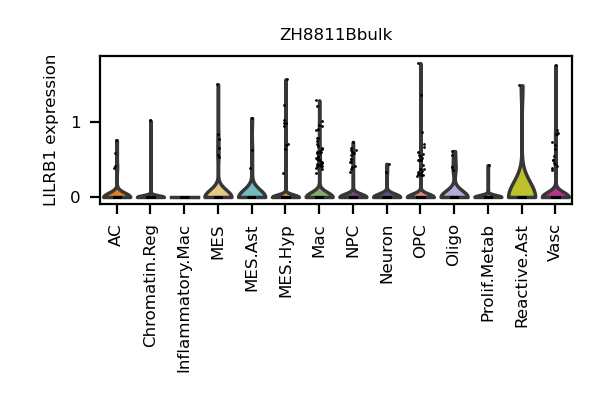 ZH8811Bbulk
LILRB1 expression
1
0
AC
Chromatin.Reg
Inflammatory.Mac
MES
MES.Ast
MES.Hyp
Mac
NPC
Neuron
OPC
Oligo
Prolif.Metab
Reactive.Ast
Vasc